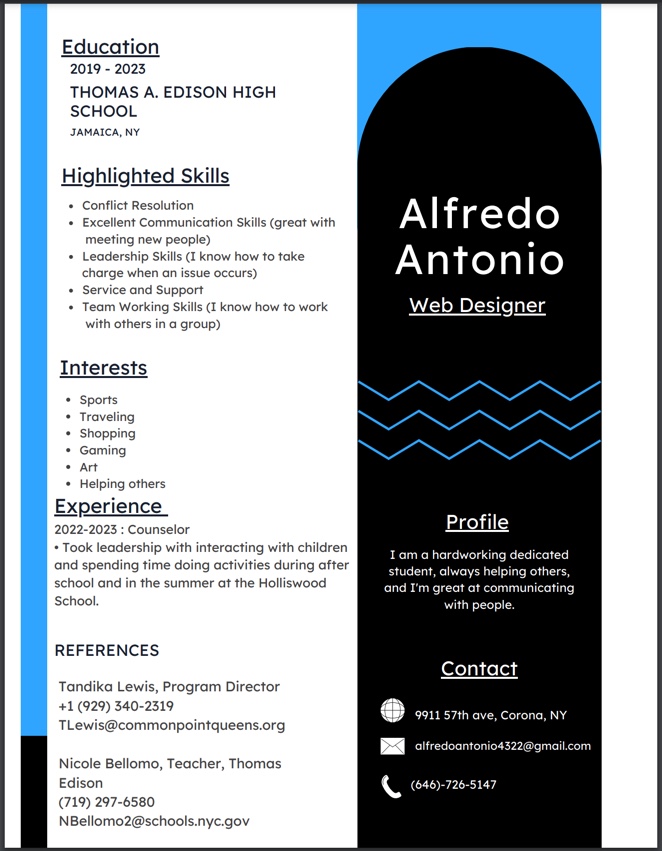 Education
2019 - 2023
THOMAS A. EDISON HIGH
SCHOOL
JAMAICA, NY
Highlighted Skills
• Conflict Resolution
• Excellent Communication Skills (great with
meeting new people)
• Leadership Skills (I know how to take
charge when an issue occurs)
• Service and Support
• Team Working Skills (I know how to work
with others in a group)
Interests
• Sports
• Traveling
• Shopping
• Gaming
• Art
• Helping others
Experience
2022-2023 : Counselor
• Took leadership with interacting with children
and spending time doing activities during after
school and in the summer at the Holliswood
School.
REFERENCES
Tandika Lewis, Program Director
+1 (929) 340-2319
TLewis@commonpointqueens.org
Nicole Bellomo, Teacher, Thomas
Edison
(719) 297-6580
NBellomo2@schools.nyc.gov
Alfredo
Antonio
Web Designer
Profile
I am a hardworking dedicated
student, always helping others,
and I'm great at communicating
with people.
Contact
9911 57th ave, Corona, NY
alfredoantonio4322@gmail.com
(646)-726-5147